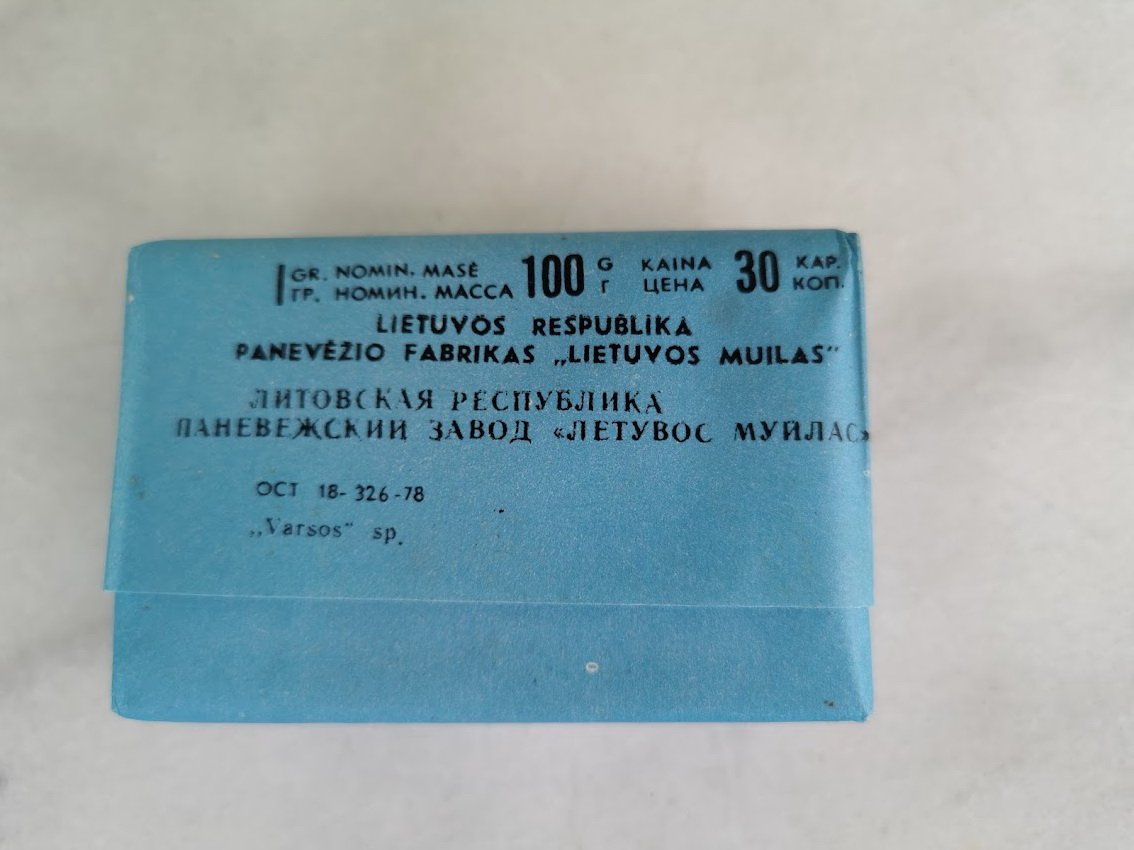 I GR. NOMIN. MASĖ 100 G KAINA 30 KAP.
ГР. НОМИН. МАССА Г ЦЕНА КОП.
LIETUVOS RESPUBLIKA
PANEVĖŽIO FABRIKAS „LIETUVOS MUILAS"
ЛИТОВСКАЯ РЕСПУБЛИКА
ПАНЕВЕЖСКИЙ ЗАВОД «ЛЕТУВОС МУЙЛАС»
ОСТ 18-326-78
„Varsos" sp.